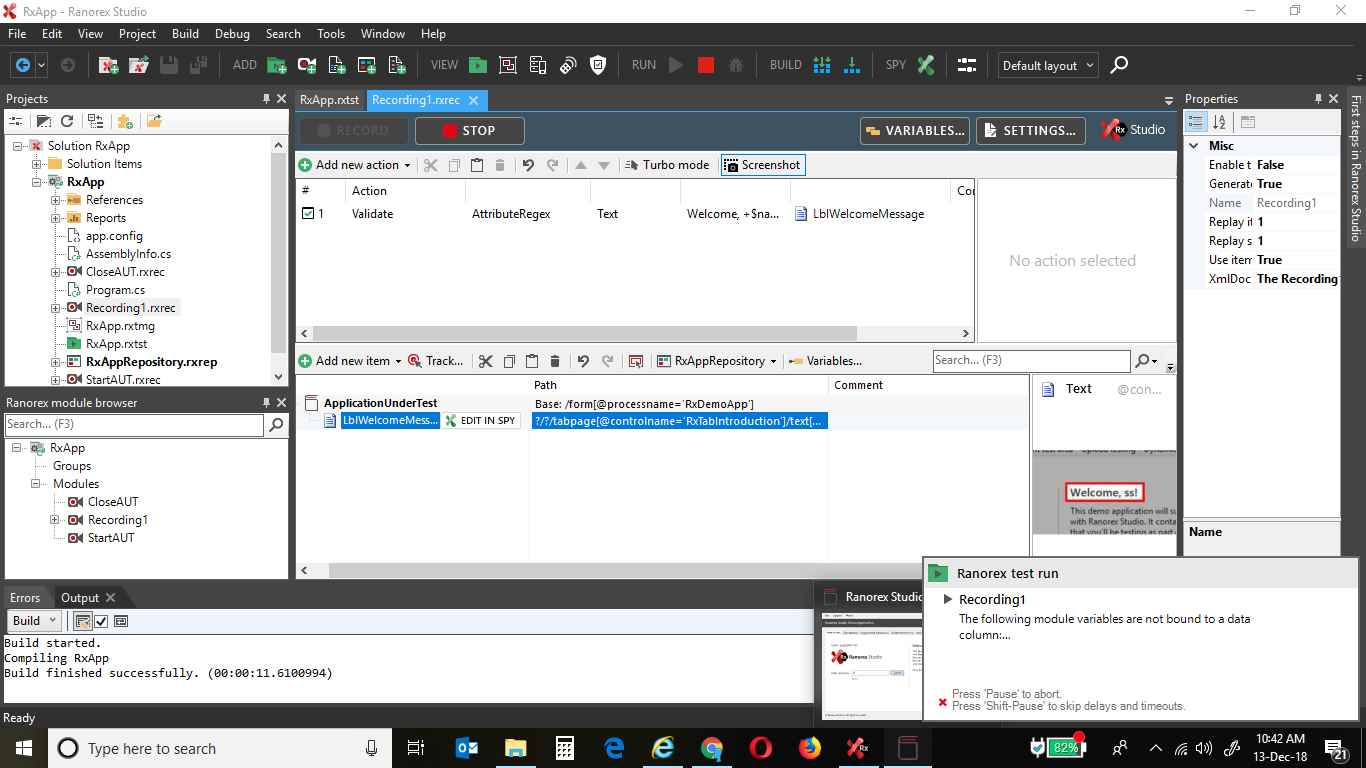 RxApp - Ranorex Studio
File Edit View Project Build Debug Search Tools Window Help
ADD VIEW RUN BUILD SPY Default layout
Projects
Solution RxApp
Solution Items
RxApp
References
Reports
app.config
AssemblyInfo.cs
CloseAUT.rxrec
Program.cs
Recording1.rxrec
RxApp.rxtmg
RxApp.rxtst
RxAppRepository.rxrep
StartAUT.rxrec
Ranorex module browser
Search... (F3)
RxApp
Groups
Modules
CloseAUT
Recording1
StartAUT
RxApp.rxtst Recording1.rxrec
RECORD STOP VARIABLES... SETTINGS... Rx Studio
Add new action Turbo mode Screenshot
# Action Cor
1 Validate AttributeRegex Text Welcome, +$na... LblWelcomeMessage
No action selected
Add new item Track... RxAppRepository Variables... Search... (F3)
Path Comment
ApplicationUnderTest Base: /form[@processname='RxDemoApp']
LblWelcomeMess... EDIT IN SPY ?/?/tabpage[@controlname='RxTabIntroduction']/text[...
Text @con...
Welcome, ss!
This demo application will su
with Ranorex Studio. It conta
that you'll be testing as part
Properties
Misc
Enable t False
Generate True
Name Recording1
Replay it 1
Replay s 1
Use item True
XmlDoc The Recording
Name
First steps in Ranorex Studio
Errors Output
Build
Build started.
Compiling RxApp
Build finished successfully. (00:00:11.6100994)
Ready
Ranorex Studio
Ranorex test run
Recording1
The following module variables are not bound to a data
column:...
Press 'Pause' to abort.
Press 'Shift-Pause' to skip delays and timeouts.
Type here to search
82%
10:42 AM
13-Dec-18
21